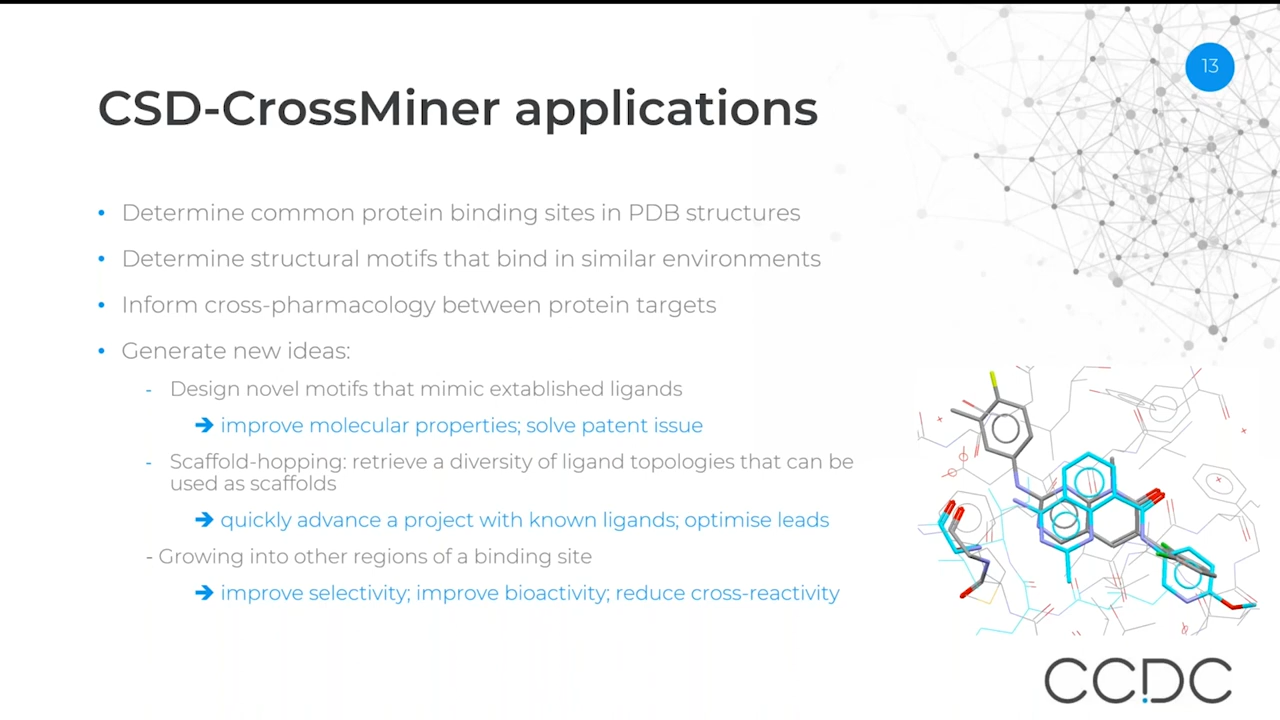 13
CSD-CrossMiner applications
• Determine common protein binding sites in PDB structures
• Determine structural motifs that bind in similar environments
• Inform cross-pharmacology between protein targets
• Generate new ideas:
- Design novel motifs that mimic extablished ligands
➔ improve molecular properties; solve patent issue
- Scaffold-hopping: retrieve a diversity of ligand topologies that can be
used as scaffolds
➔ quickly advance a project with known ligands; optimise leads
- Growing into other regions of a binding site
➔ improve selectivity; improve bioactivity; reduce cross-reactivity
CCDC